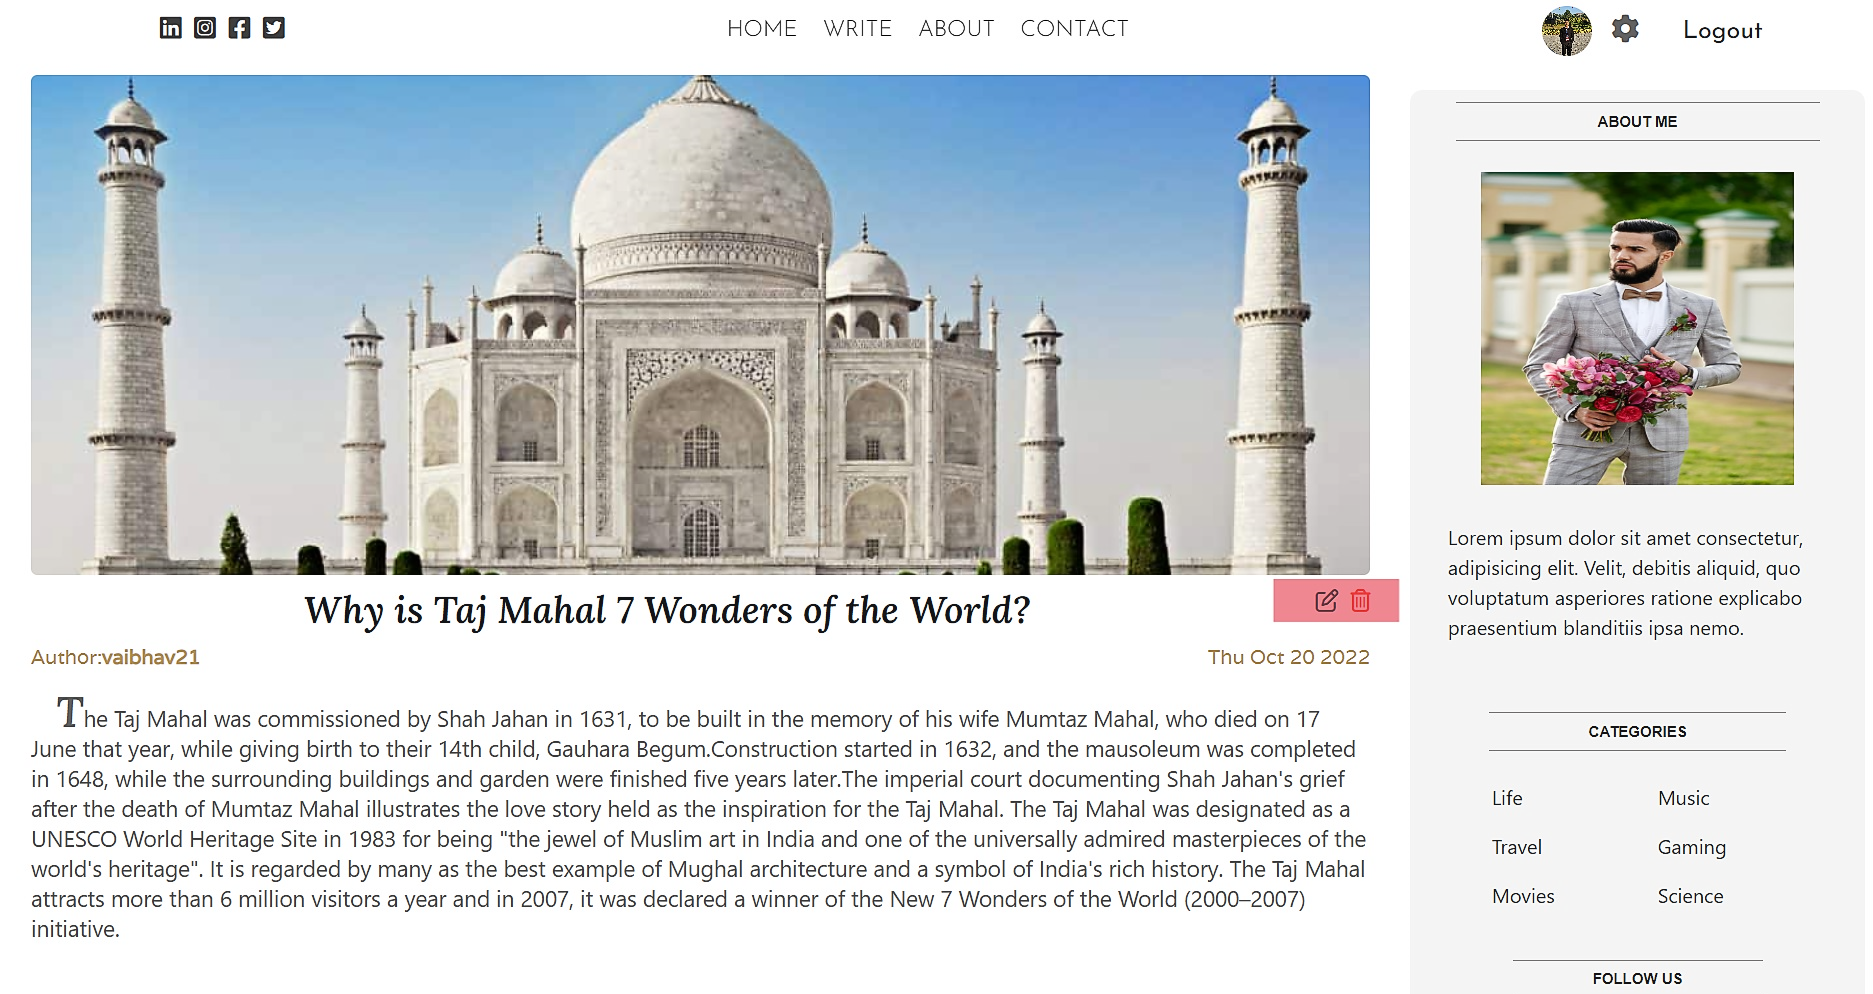 HOME WRITE ABOUT CONTACT
Logout
Why is Taj Mahal 7 Wonders of the World?
Author:vaibhav21
Thu Oct 20 2022
The Taj Mahal was commissioned by Shah Jahan in 1631, to be built in the memory of his wife Mumtaz Mahal, who died on 17
June that year, while giving birth to their 14th child, Gauhara Begum.Construction started in 1632, and the mausoleum was completed
in 1648, while the surrounding buildings and garden were finished five years later.The imperial court documenting Shah Jahan's grief
after the death of Mumtaz Mahal illustrates the love story held as the inspiration for the Taj Mahal. The Taj Mahal was designated as a
UNESCO World Heritage Site in 1983 for being "the jewel of Muslim art in India and one of the universally admired masterpieces of the
world's heritage". It is regarded by many as the best example of Mughal architecture and a symbol of India's rich history. The Taj Mahal
attracts more than 6 million visitors a year and in 2007, it was declared a winner of the New 7 Wonders of the World (2000–2007)
initiative.
ABOUT ME
Lorem ipsum dolor sit amet consectetur,
adipisicing elit. Velit, debitis aliquid, quo
voluptatum asperiores ratione explicabo
praesentium blanditiis ipsa nemo.
CATEGORIES
Life
Music
Travel
Gaming
Movies
Science
FOLLOW US